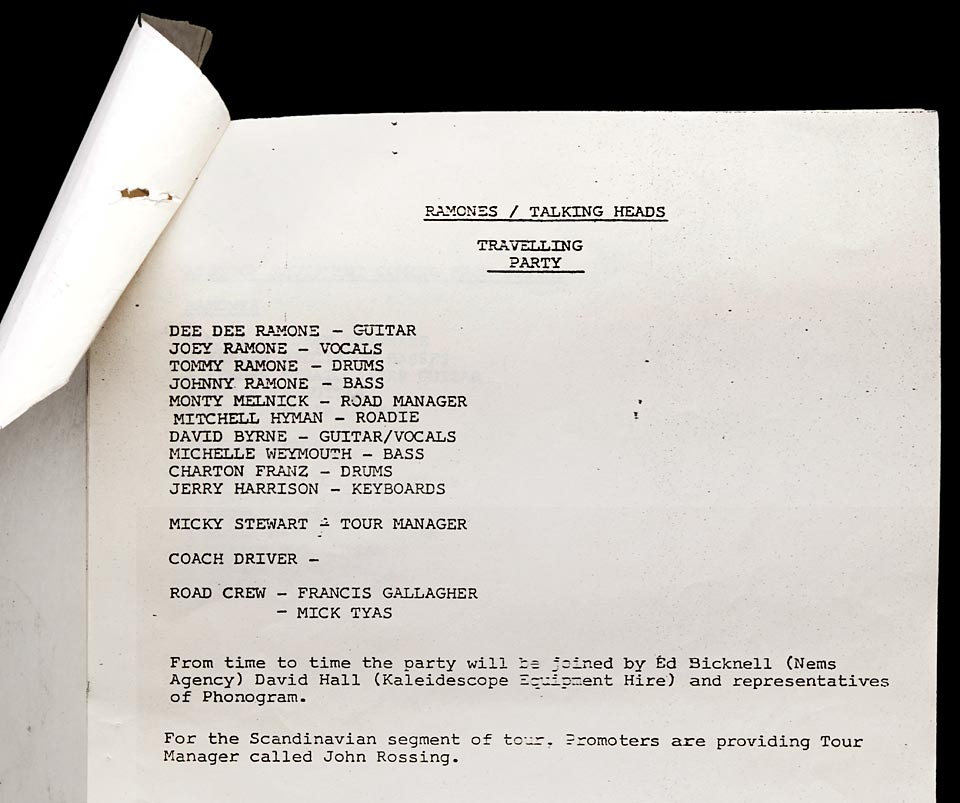 RAMONES / TALKING HEADS
TRAVELLING
PARTY
DEE DEE RAMONE - GUITAR
JOEY RAMONE - VOCALS
TOMMY RAMONE - DRUMS
JOHNNY RAMONE - BASS
MONTY MELNICK - ROAD MANAGER
MITCHELL HYMAN - ROADIE
DAVID BYRNE - GUITAR/VOCALS
MICHELLE WEYMOUTH - BASS
CHARTON FRANZ - DRUMS
JERRY HARRISON - KEYBOARDS
MICKY STEWART - TOUR MANAGER
COACH DRIVER -
ROAD CREW - FRANCIS GALLAGHER
- MICK TYAS
From time to time the party will be joined by Ed Bicknell (Nems
Agency) David Hall (Kaleidescope Equipment Hire) and representatives
of Phonogram.
For the Scandinavian segment of tour. Promoters are providing Tour
Manager called John Rossing.